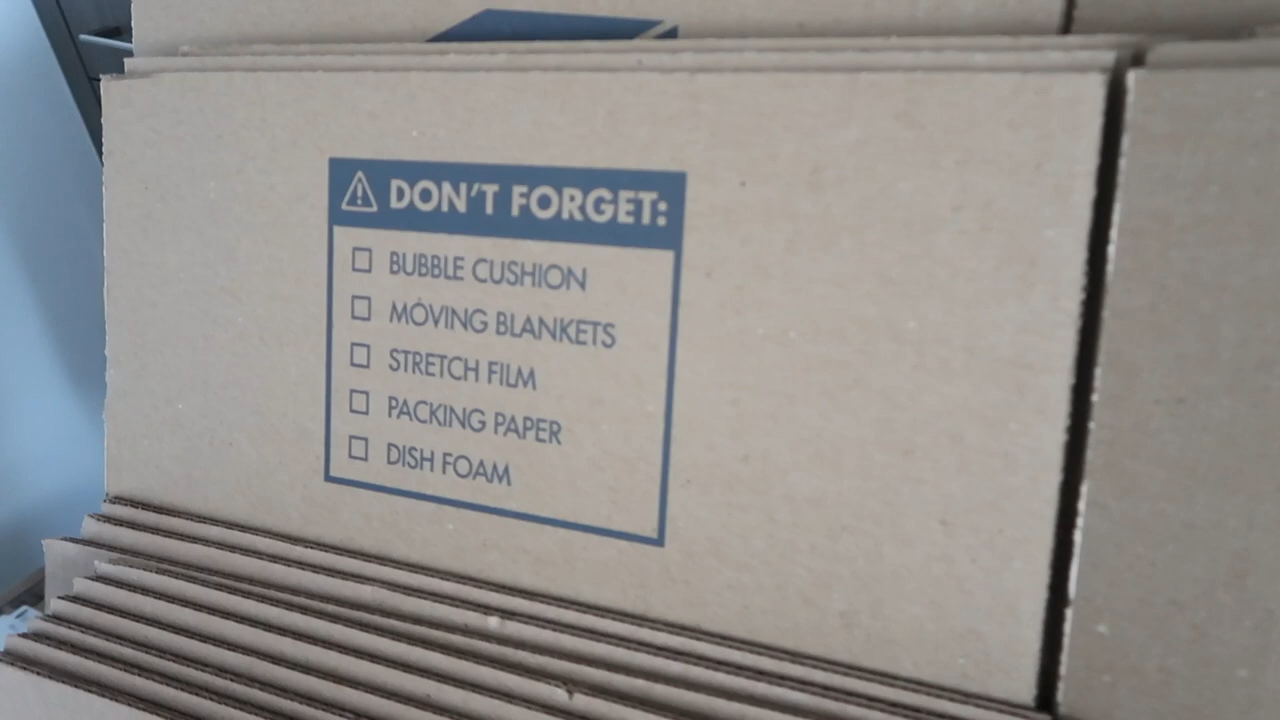 DON'T FORGET:
BUBBLE CUSHION
MOVING BLANKETS
STRETCH FILM
PACKING PAPER
DISH FOAM